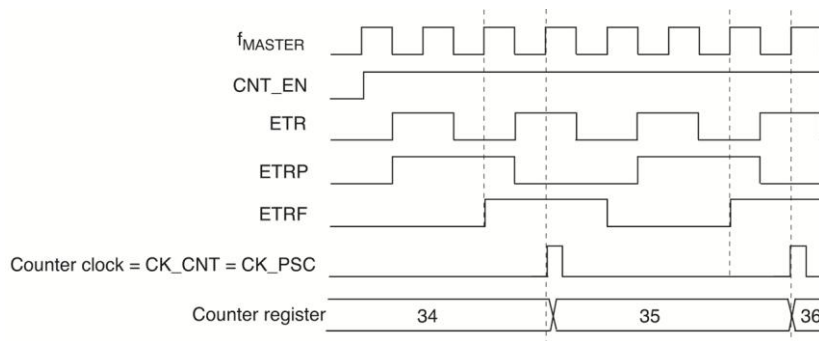 fMASTER
CNT_EN
ETR
ETRP
ETRF
Counter clock = CK_CNT = CK_PSC
Counter register 34 35 36